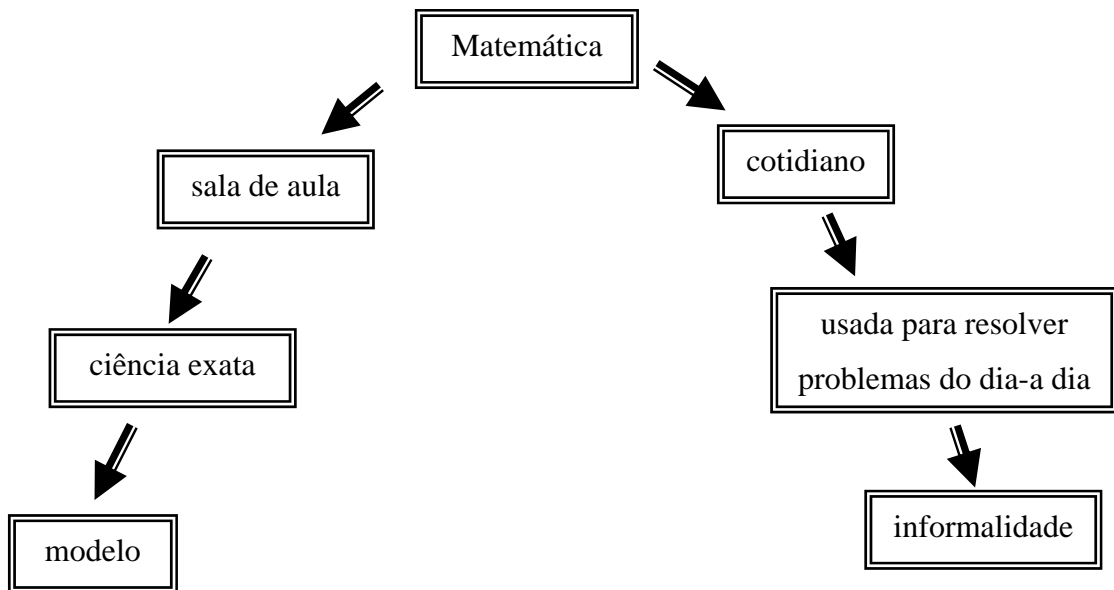 Matemática
sala de aula
cotidiano
ciência exata
usada para resolver
problemas do dia-a dia
modelo
informalidade